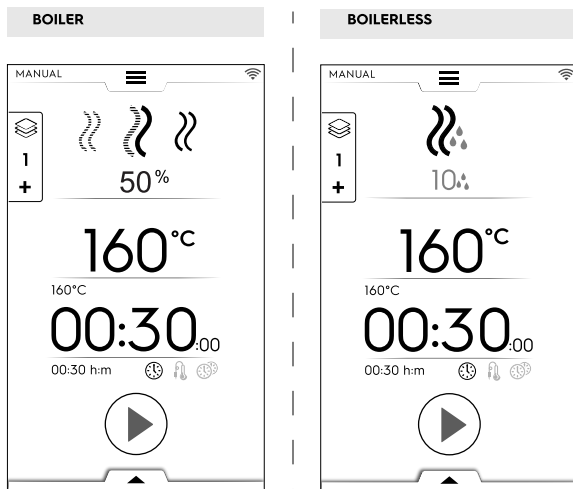 BOILER
MANUAL
1
+
50%
160°C
160°C
00:30:00
00:30 h:m
BOILERLESS
MANUAL
1
+
10
160°C
160°C
00:30:00
00:30 h:m